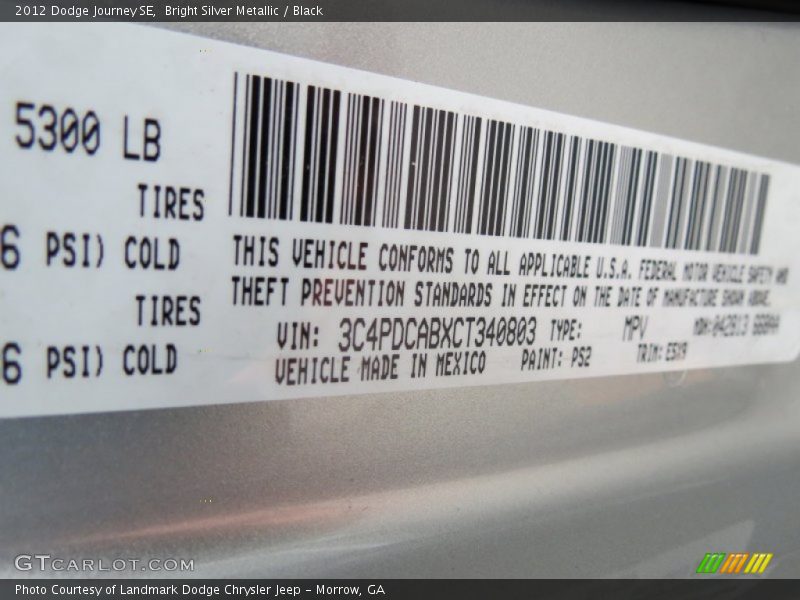 2012 Dodge Journey SE,  Bright Silver Metallic / Black
5300 LB
TIRES
6 PSI) COLD
TIRES
6 PSI) COLD
THIS VEHICLE CONFORMS TO ALL APPLICABLE U.S.A. FEDERAL MOTOR VEHICLE SAFETY AND
THEFT PREVENTION STANDARDS IN EFFECT ON THE DATE OF MANUFACTURE SHOWN ABOVE.
VIN: 3C4PDCABXCT340803 TYPE: MPV MDH:
VEHICLE MADE IN MEXICO PAINT: PS2 TRIM:
GTCARLOT.COM
Photo Courtesy of Landmark Dodge Chrysler Jeep – Morrow, GA